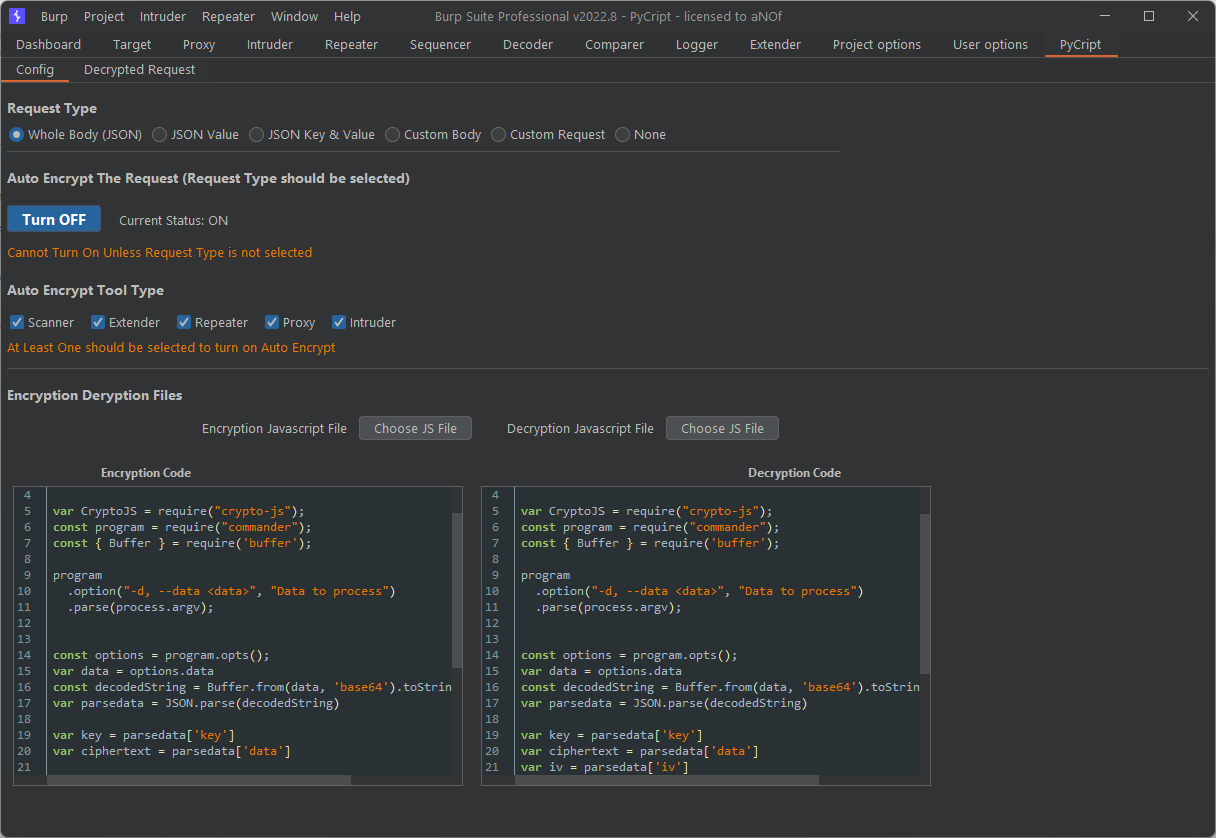 Burp Project Intruder Repeater Window Help Burp Suite Professional v2022.8 - PyCript - licensed to aNOf
Dashboard Target Proxy Intruder Repeater Sequencer Decoder Comparer Logger Extender Project options User options PyCript
Config Decrypted Request
Request Type
Whole Body (JSON) JSON Value JSON Key & Value Custom Body Custom Request None
Auto Encrypt The Request (Request Type should be selected)
Turn OFF Current Status: ON
Cannot Turn On Unless Request Type is not selected
Auto Encrypt Tool Type
Scanner Extender Repeater Proxy Intruder
At Least One should be selected to turn on Auto Encrypt
Encryption Deryption Files
Encryption Javascript File Choose JS File Decryption Javascript File Choose JS File
Encryption Code
4
5 var CryptoJS = require("crypto-js");
6 const program = require("commander");
7 const { Buffer } = require('buffer');
8
9 program
10 .option("-d, --data <data>", "Data to process")
11 .parse(process.argv);
12
13
14 const options = program.opts();
15 var data = options.data
16 const decodedString = Buffer.from(data, 'base64').toStrin
17 var parsedata = JSON.parse(decodedString)
18
19 var key = parsedata['key']
20 var ciphertext = parsedata['data']
21
Decryption Code
4
5 var CryptoJS = require("crypto-js");
6 const program = require("commander");
7 const { Buffer } = require('buffer');
8
9 program
10 .option("-d, --data <data>", "Data to process")
11 .parse(process.argv);
12
13
14 const options = program.opts();
15 var data = options.data
16 const decodedString = Buffer.from(data, 'base64').toStrin
17 var parsedata = JSON.parse(decodedString)
18
19 var key = parsedata['key']
20 var ciphertext = parsedata['data']
21 var iv = parsedata['iv']